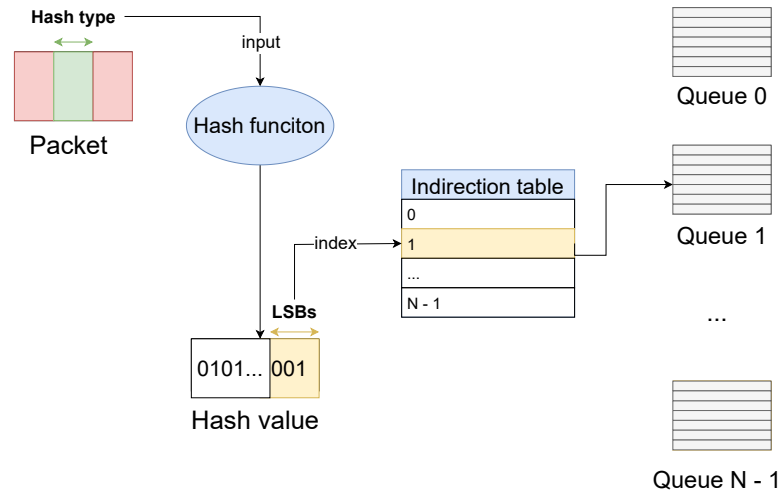 Hash type
input
Packet
Hash funciton
Queue 0
Indirection table
0
1
...
N - 1
index
LSBs
0101... 001
Hash value
Queue 1
...
Queue N - 1